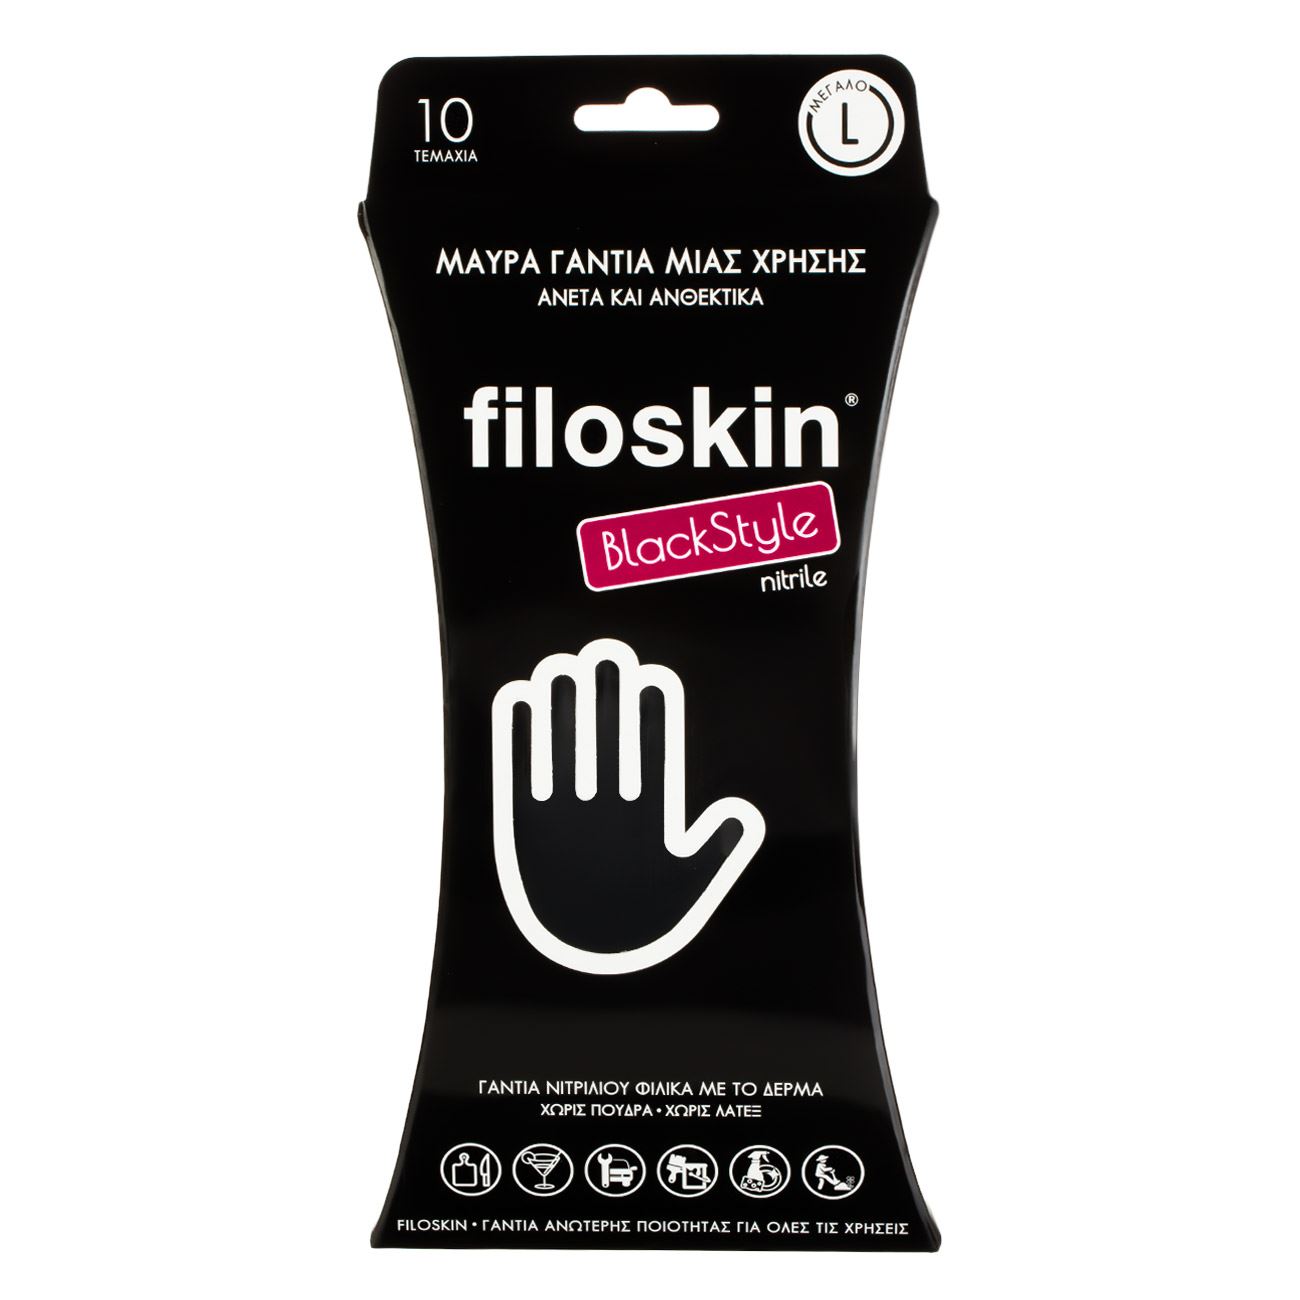 10
ΤΕΜΑΧΙΑ
ΜΕΓΑΛΟ
L
ΜΑΥΡΑ ΓΑΝΤΙΑ ΜΙΑΣ ΧΡΗΣΗΣ
ΑΝΕΤΑ ΚΑΙ ΑΝΘΕΚΤΙΚΑ
filoskin®
BlackStyle
nitrile
ΓΑΝΤΙΑ ΝΙΤΡΙΛΙΟΥ ΦΙΛΙΚΑ ΜΕ ΤΟ ΔΕΡΜΑ
ΧΩΡΙΣ ΠΟΥΔΡΑ • ΧΩΡΙΣ ΛΑΤΕΞ
FILOSKIN • ΓΑΝΤΙΑ ΑΝΩΤΕΡΗΣ ΠΟΙΟΤΗΤΑΣ ΓΙΑ ΟΛΕΣ ΤΙΣ ΧΡΗΣΕΙΣ